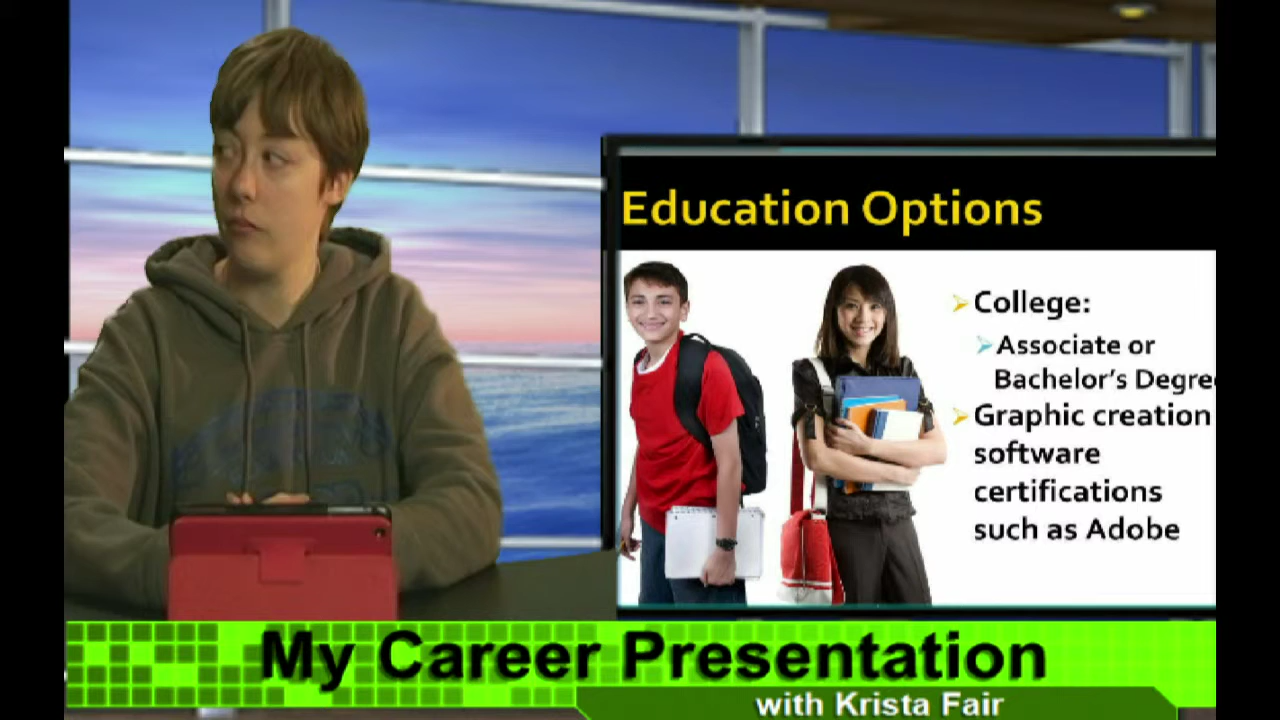 Education Options
College:
Associate or
Bachelor's Degre
Graphic creation
software
certifications
such as Adobe
My Career Presentation
with Krista Fair